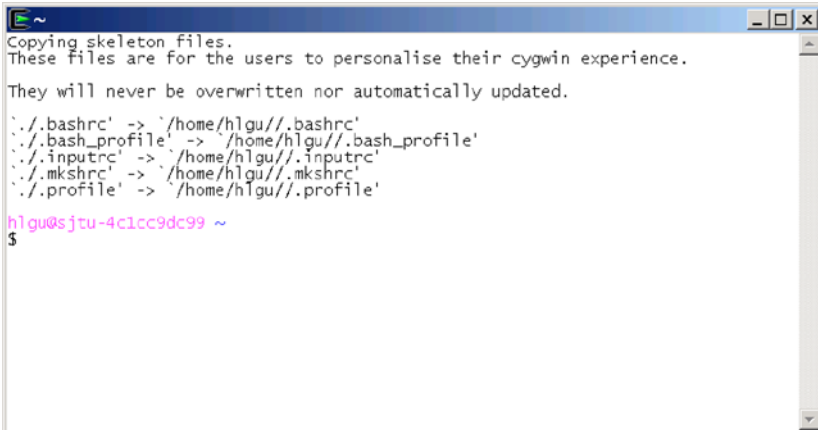 ~
Copying skeleton files.
These files are for the users to personalise their cygwin experience.
They will never be overwritten nor automatically updated.
`./.bashrc' -> `/home/hlgu//.bashrc'
`./.bash_profile' -> `/home/hlgu//.bash_profile'
`./.inputrc' -> `/home/hlgu//.inputrc'
`./.mkshrc' -> `/home/hlgu//.mkshrc'
`./.profile' -> `/home/hlgu//.profile'
hlgu@sjtu-4c1cc9dc99 ~
$